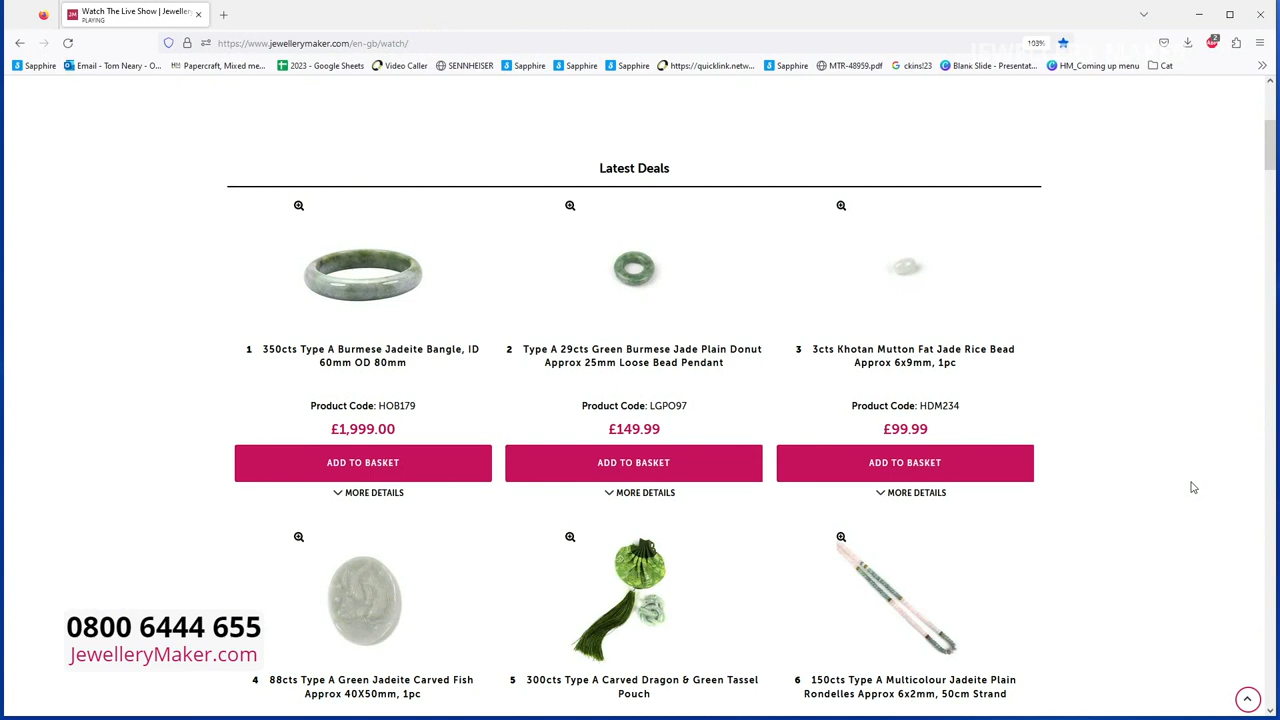 Watch The Live Show | Jewellery
PLAYING
https://www.jewellerymaker.com/en-gb/watch/
103%
2
Sapphire
Email - Tom Neary - O...
Papercraft, Mixed me...
2023 - Google Sheets
Video Caller
SENNHEISER
Sapphire
Sapphire
Sapphire
https://quicklink.netw...
Sapphire
MTR-48959.pdf
ckins!23
Blank Slide - Presentat...
HM_Coming up menu
Cat
Latest Deals
1 350cts Type A Burmese Jadeite Bangle, ID
60mm OD 80mm
Product Code: HOB179
£1,999.00
ADD TO BASKET
MORE DETAILS
2 Type A 29cts Green Burmese Jade Plain Donut
Approx 25mm Loose Bead Pendant
Product Code: LGPO97
£149.99
ADD TO BASKET
MORE DETAILS
3 3cts Khotan Mutton Fat Jade Rice Bead
Approx 6x9mm, 1pc
Product Code: HDM234
£99.99
ADD TO BASKET
MORE DETAILS
4 88cts Type A Green Jadeite Carved Fish
Approx 40X50mm, 1pc
5 300cts Type A Carved Dragon & Green Tassel
Pouch
6 150cts Type A Multicolour Jadeite Plain
Rondelles Approx 6x2mm, 50cm Strand
0800 6444 655
JewelleryMaker.com